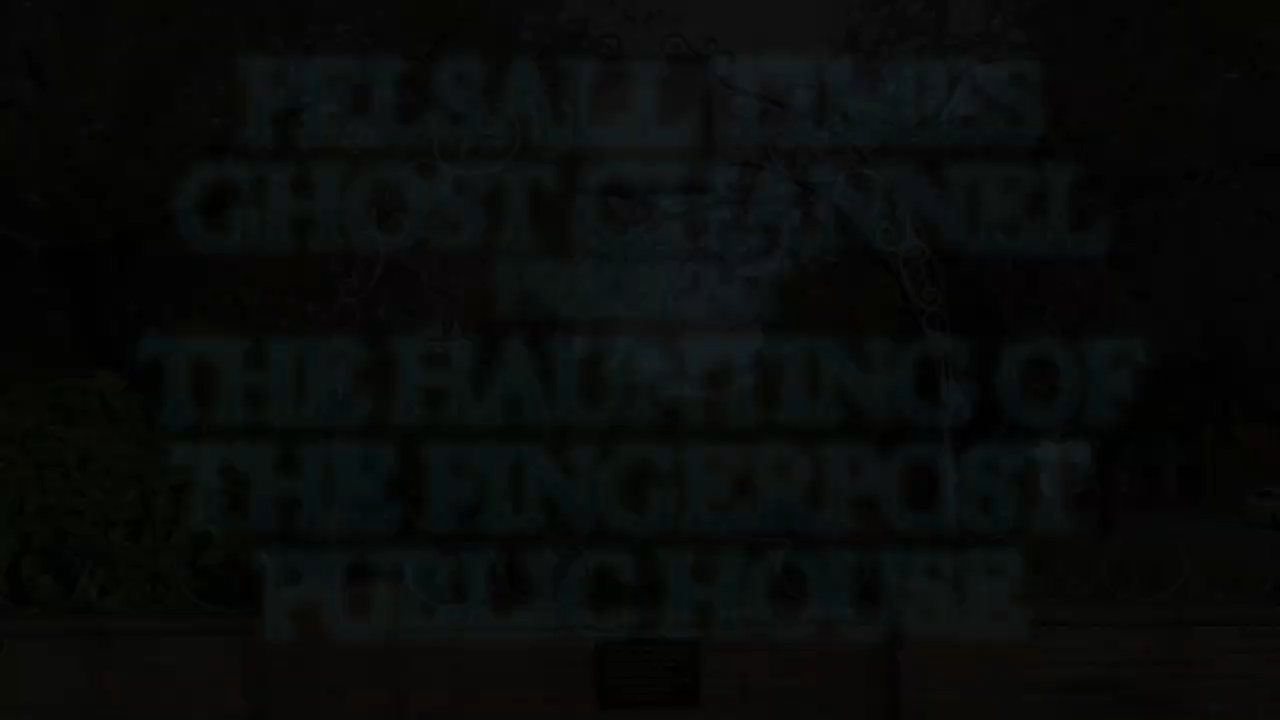 PELSALL TIMES
GHOST CHANNEL
THE HAUNTING OF
THE FINGERPOST
PUBLIC HOUSE